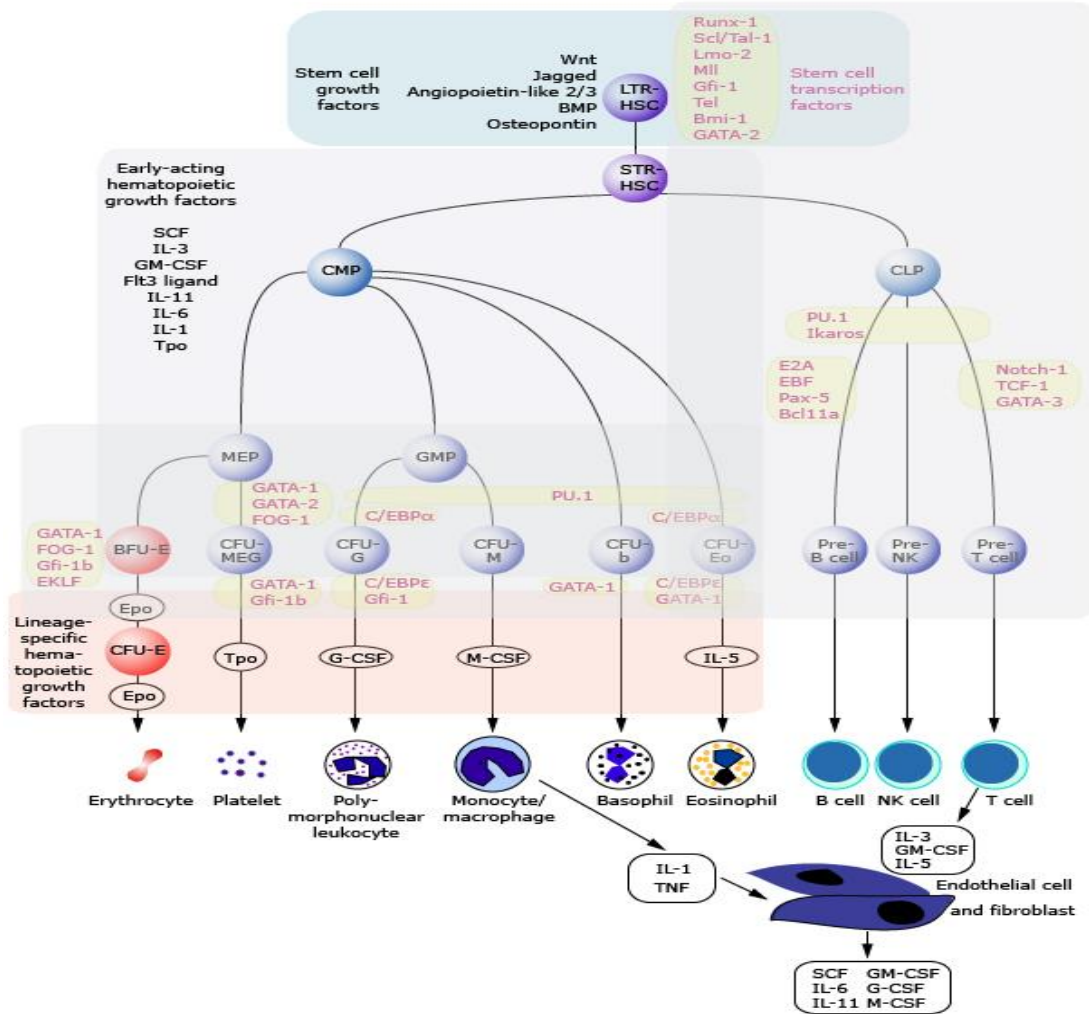 Stem cell
growth
factors
Wnt
Jagged
Angiopoietin-like 2/3
BMP
Osteopontin
LTR-
HSC
Runx-1
Scl/Tal-1
Lmo-2
Mll
Gfi-1
Tel
Bmi-1
GATA-2
Stem cell
transcription
factors
Early-acting
hematopoietic
growth factors
SCF
IL-3
GM-CSF
Flt3 ligand
IL-11
IL-6
IL-1
Tpo
STR-
HSC
CMP
CLP
PU.1
Ikaros
E2A
EBF
Pax-5
Bcl11a
Notch-1
TCF-1
GATA-3
MEP
GMP
GATA-1
GATA-2
FOG-1
PU.1
C/EBPα
C/EBPα
GATA-1
FOG-1
Gfi-1b
EKLF
BFU-E
CFU-
MEG
CFU-
G
CFU-
M
CFU-
b
CFU-
Eo
Pre-
B cell
Pre-
NK
Pre-
T cell
GATA-1
Gfi-1b
C/EBPε
Gfi-1
GATA-1
C/EBPε
GATA-1
Lineage-
specific
hema-
topoietic
growth
factors
Epo
CFU-E
Epo
Tpo
G-CSF
M-CSF
IL-5
Erythrocyte
Platelet
Poly-
morphonuclear
leukocyte
Monocyte/
macrophage
Basophil
Eosinophil
B cell
NK cell
T cell
IL-1
TNF
IL-3
GM-CSF
IL-5
Endothelial cell
and fibroblast
SCF GM-CSF
IL-6 G-CSF
IL-11 M-CSF